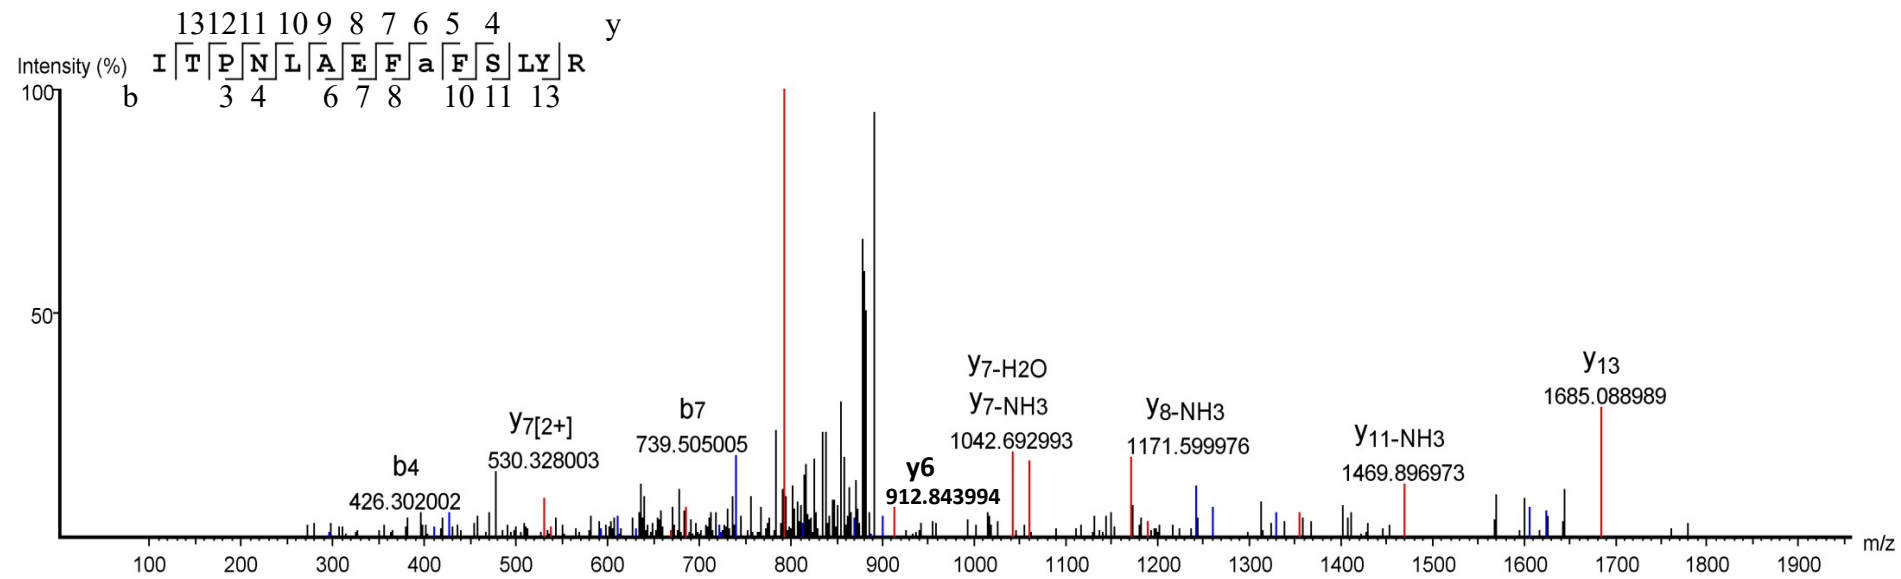 13 12 11 10 9 8 7 6 5 4 y
I T P N L A E F a F S L Y R
Intensity (%)
b 3 4 6 7 8 10 11 13
100
50
y7-H2O
y7-NH3
1042.692993
y13
1685.088989
y7[2+]
530.328003
b7
739.505005
y8-NH3
1171.599976
y11-NH3
1469.896973
b4
426.302002
y6
912.843994
100 200 300 400 500 600 700 800 900 1000 1100 1200 1300 1400 1500 1600 1700 1800 1900
m/z